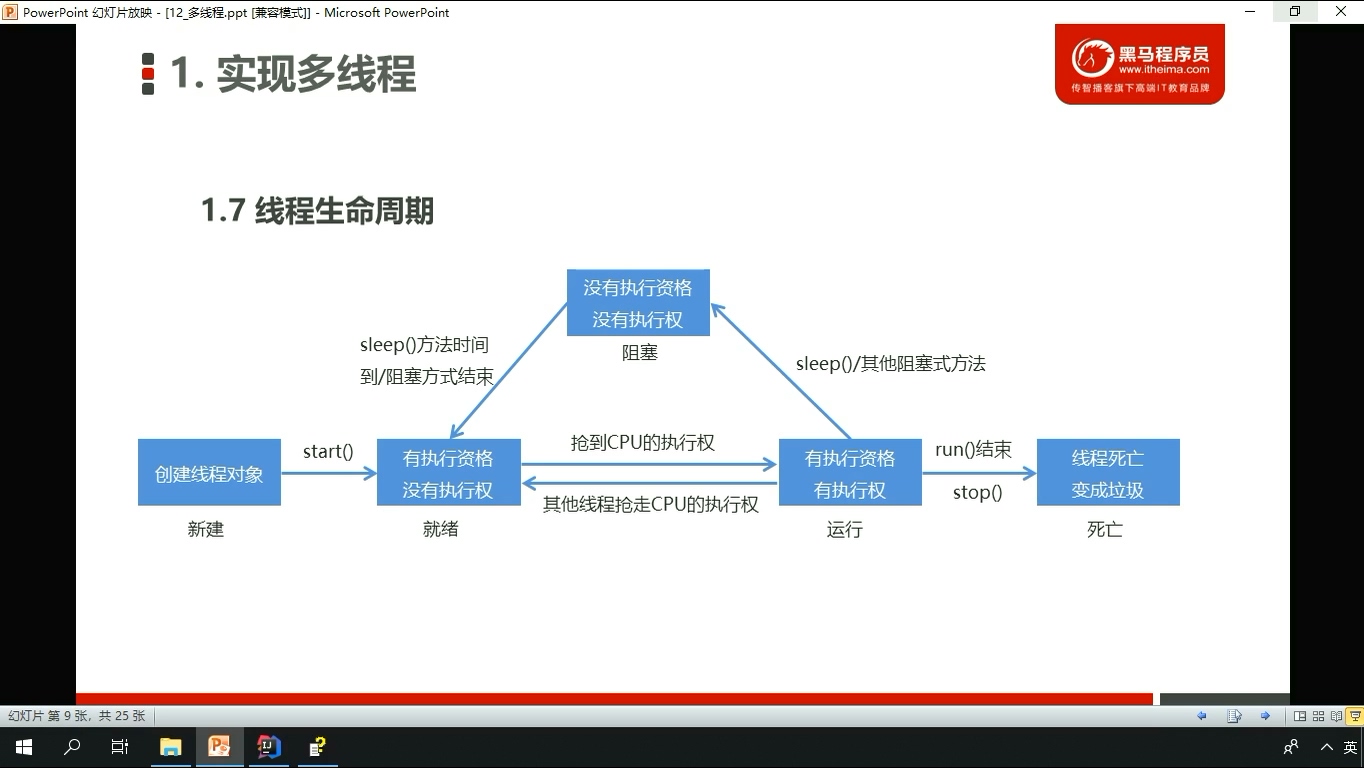 PowerPoint 幻灯片放映 - [12_多线程.ppt [兼容模式]] - Microsoft PowerPoint
1. 实现多线程
黑马程序员
www.itheima.com
传智播客旗下高端IT教育品牌
1.7 线程生命周期
没有执行资格
没有执行权
阻塞
sleep()方法时间
到/阻塞方式结束
sleep()/其他阻塞式方法
创建线程对象
新建
start()
有执行资格
没有执行权
就绪
抢到CPU的执行权
其他线程抢走CPU的执行权
有执行资格
有执行权
运行
run()结束
stop()
线程死亡
变成垃圾
死亡
幻灯片 第 9 张，共 25 张
英